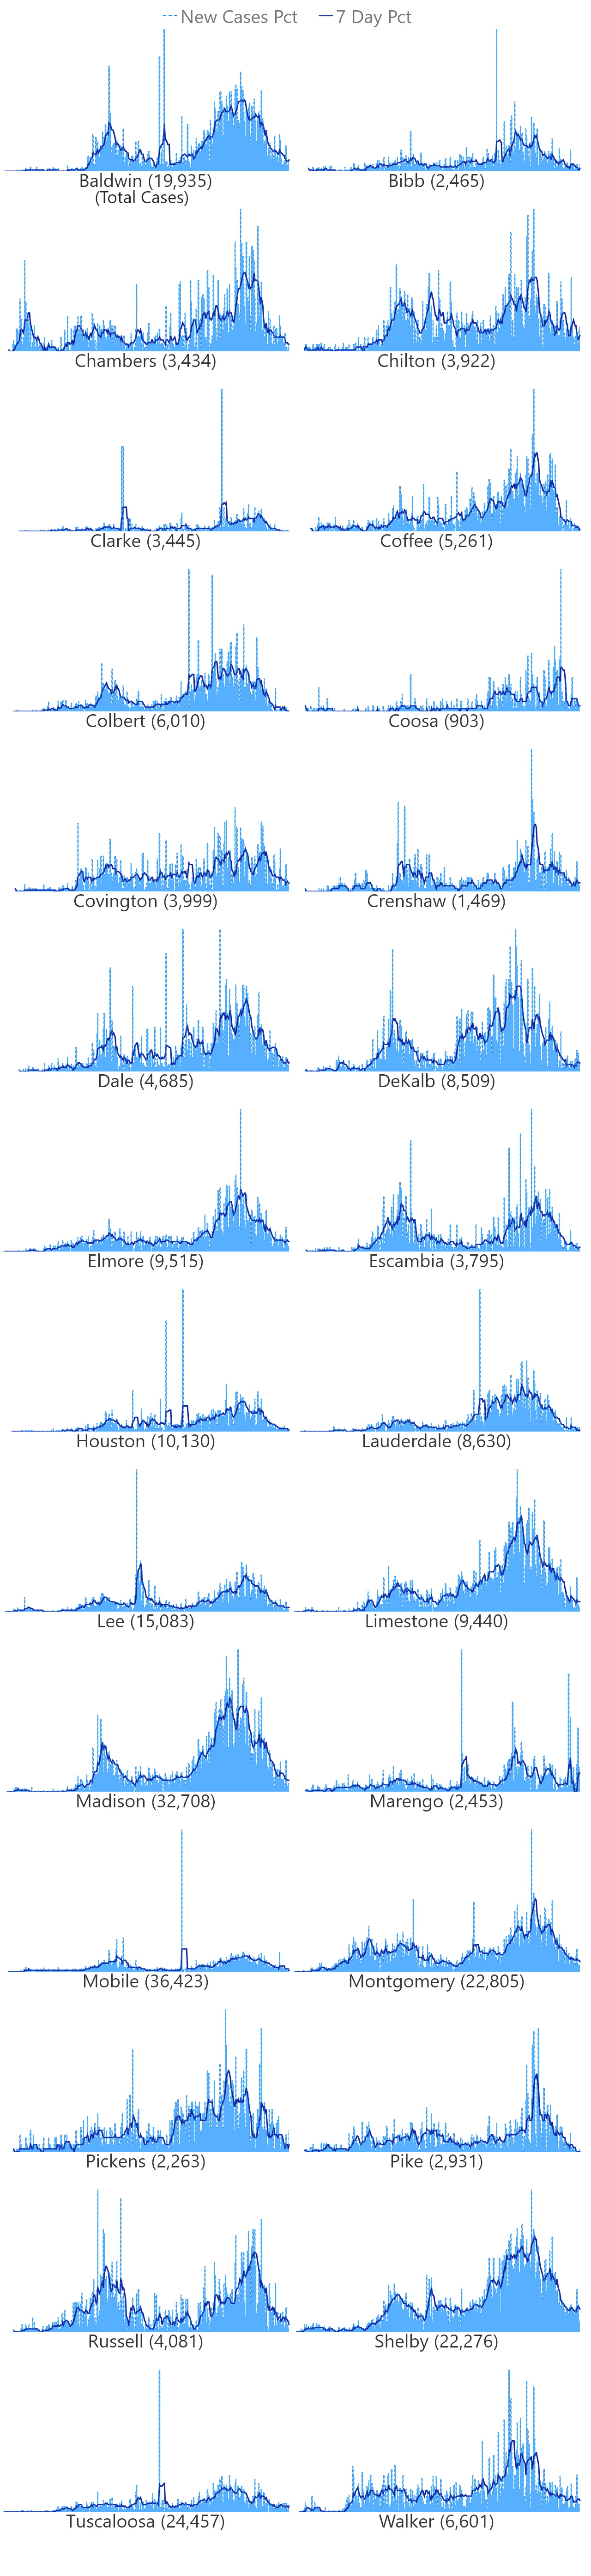 New Cases Pct 7 Day Pct
Baldwin (19,935) Bibb (2,465)
(Total Cases)
Chambers (3,434) Chilton (3,922)
Clarke (3,445) Coffee (5,261)
Colbert (6,010) Coosa (903)
Covington (3,999) Crenshaw (1,469)
Dale (4,685) DeKalb (8,509)
Elmore (9,515) Escambia (3,795)
Houston (10,130) Lauderdale (8,630)
Lee (15,083) Limestone (9,440)
Madison (32,708) Marengo (2,453)
Mobile (36,423) Montgomery (22,805)
Pickens (2,263) Pike (2,931)
Russell (4,081) Shelby (22,276)
Tuscaloosa (24,457) Walker (6,601)